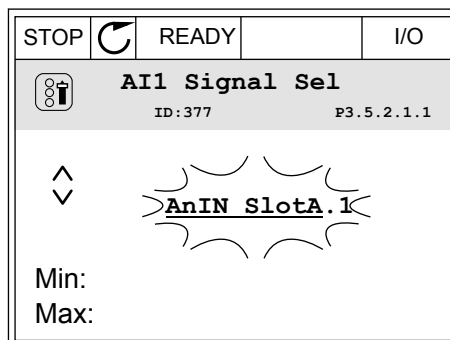 STOP READY I/O
AI1 Signal Sel
ID:377 P3.5.2.1.1
AnIN SlotA.1
Min:
Max: